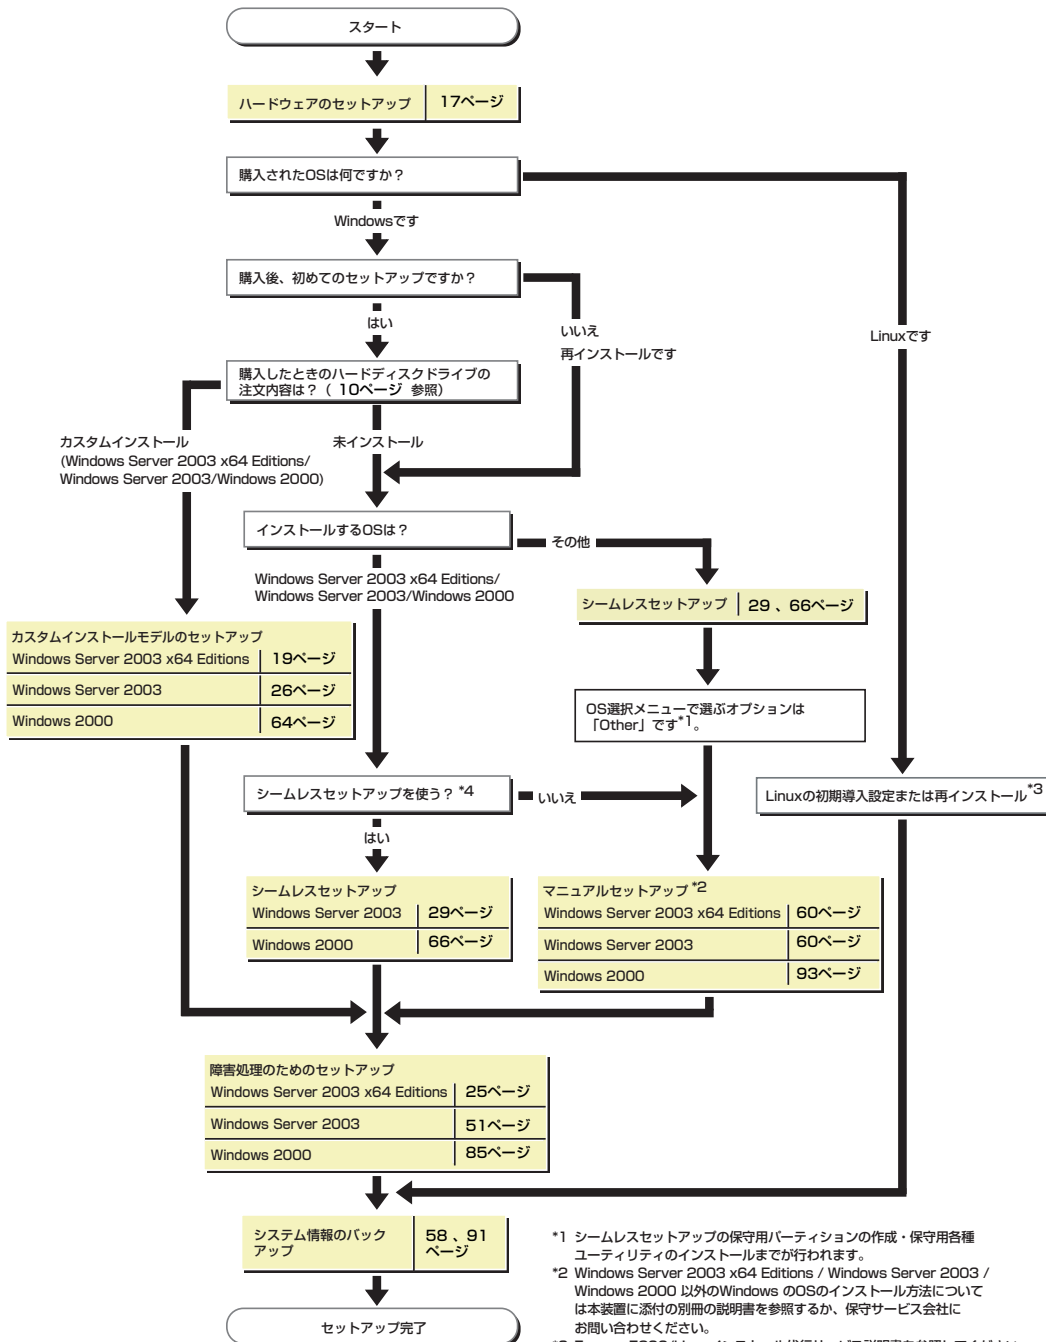 スタート
ハードウェアのセットアップ 17ページ
購入されたOSは何ですか？
Windowsです
購入後、初めてのセットアップですか？
はい
いいえ
再インストールです
Linuxです
購入したときのハードディスクドライブの
注文内容は？（ 10ページ 参照）
カスタムインストール
(Windows Server 2003 x64 Editions/
Windows Server 2003/Windows 2000)
未インストール
インストールするOSは？
その他
Windows Server 2003 x64 Editions/
Windows Server 2003/Windows 2000
シームレスセットアップ 29 、66ページ
カスタムインストールモデルのセットアップ
Windows Server 2003 x64 Editions 19ページ
Windows Server 2003 26ページ
Windows 2000 64ページ
OS選択メニューで選ぶオプションは
「Other」です*1。
シームレスセットアップを使う？ *4
いいえ
Linuxの初期導入設定または再インストール*3
はい
シームレスセットアップ
Windows Server 2003 29ページ
Windows 2000 66ページ
マニュアルセットアップ *2
Windows Server 2003 x64 Editions 60ページ
Windows Server 2003 60ページ
Windows 2000 93ページ
障害処理のためのセットアップ
Windows Server 2003 x64 Editions 25ページ
Windows Server 2003 51ページ
Windows 2000 85ページ
システム情報のバック
アップ
58 、91
ページ
セットアップ完了
*1 シームレスセットアップの保守用パーティションの作成・保守用各種
ユーティリティのインストールまでが行われます。
*2 Windows Server 2003 x64 Editions / Windows Server 2003 /
Windows 2000 以外のWindows のOSのインストール方法について
は本装置に添付の別冊の説明書を参照するか、保守サービス会社に
お問い合わせください。